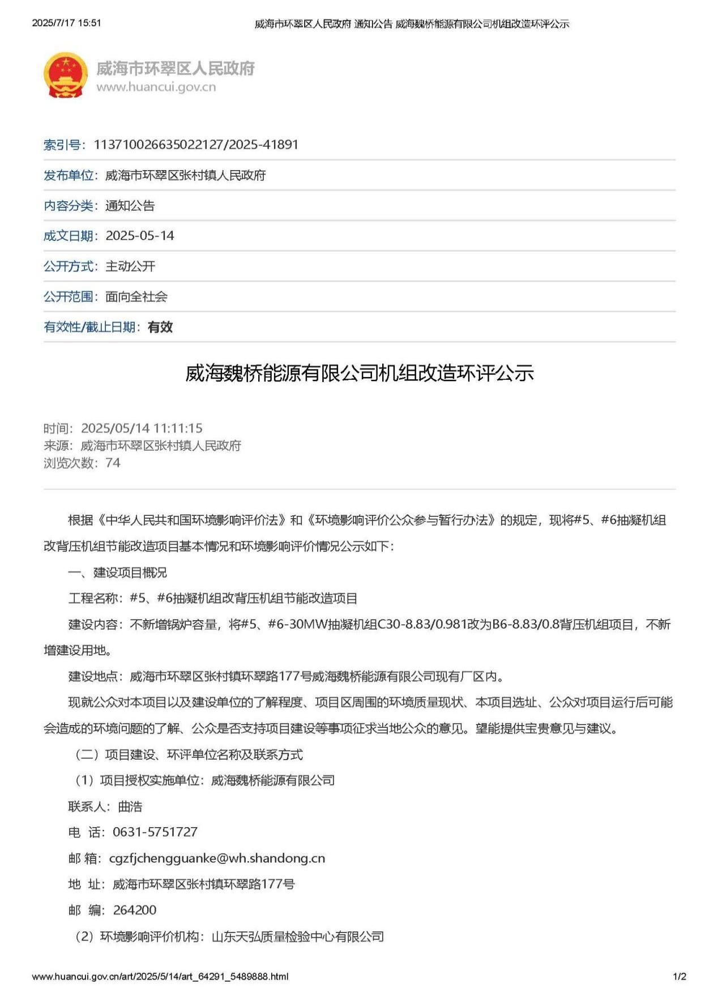 2025/7/17 15:51
威海市环翠区人民政府 通知公告 威海魏桥能源有限公司机组改造环评公示
威海市环翠区人民政府
www.huancui.gov.cn
索引号：113710026635022127/2025-41891
发布单位：威海市环翠区张村镇人民政府
内容分类：通知公告
成文日期：2025-05-14
公开方式：主动公开
公开范围：面向全社会
有效性/截止日期：有效
威海魏桥能源有限公司机组改造环评公示
时间：2025/05/14 11:11:15
来源：威海市环翠区张村镇人民政府
浏览次数：74
根据《中华人民共和国环境影响评价法》和《环境影响评价公众参与暂行办法》的规定，现将#5、#6抽凝机组
改背压机组节能改造项目基本情况和环境影响评价情况公示如下：
一、建设项目概况
工程名称：#5、#6抽凝机组改背压机组节能改造项目
建设内容：不新增锅炉容量，将#5、#6-30MW抽凝机组C30-8.83/0.981改为B6-8.83/0.8背压机组项目，不新
增建设用地。
建设地点：威海市环翠区张村镇环翠路177号威海魏桥能源有限公司现有厂区内。
现就公众对本项目以及建设单位的了解程度、项目区周围的环境质量现状、本项目选址、公众对项目运行后可能
会造成的环境问题的了解、公众是否支持项目建设等事项征求当地公众的意见。望能提供宝贵意见与建议。
（二）项目建设、环评单位名称及联系方式
（1）项目授权实施单位：威海魏桥能源有限公司
联系人：曲浩
电 话：0631-5751727
邮 箱：cgzfjchengguanke@wh.shandong.cn
地 址：威海市环翠区张村镇环翠路177号
邮 编：264200
（2）环境影响评价机构：山东天弘质量检验中心有限公司
www.huancui.gov.cn/art/2025/5/14/art_64291_5489888.html
1/2